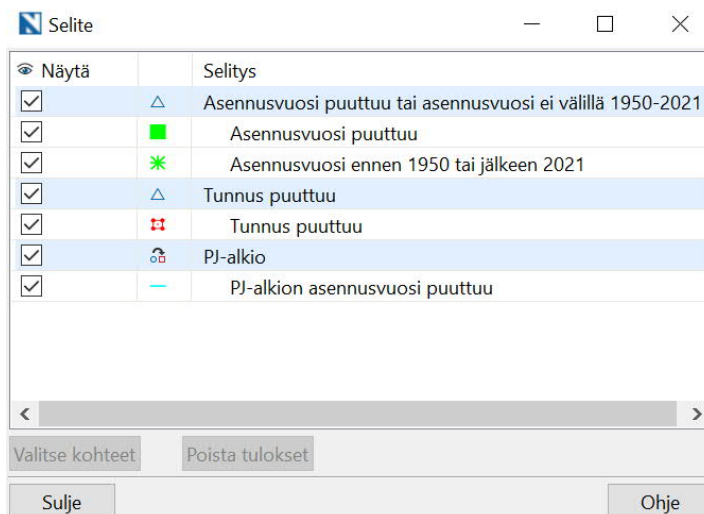 Selite
Näytä Selitys
Asennusvuosi puuttuu tai asennusvuosi ei välillä 1950-2021
Asennusvuosi puuttuu
Asennusvuosi ennen 1950 tai jälkeen 2021
Tunnus puuttuu
Tunnus puuttuu
PJ-alkio
PJ-alkion asennusvuosi puuttuu
Valitse kohteet Poista tulokset
Sulje Ohje